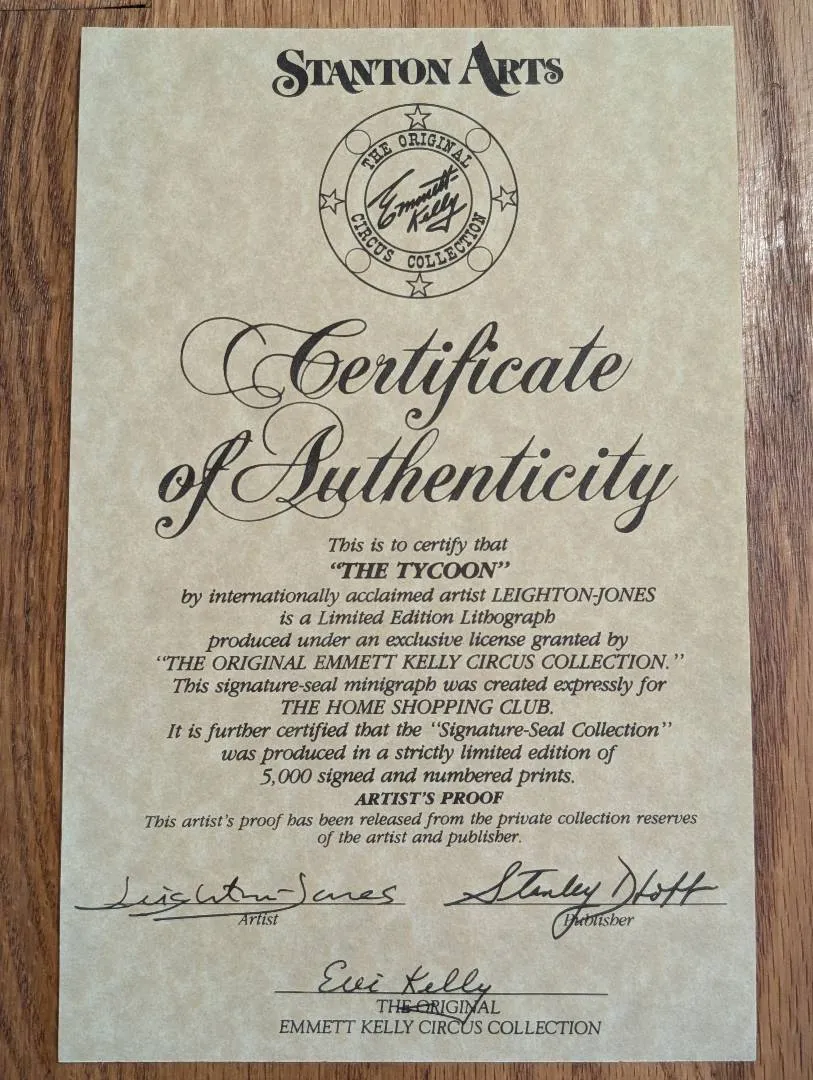 STANTON ARTS
THE ORIGINAL
Emmett Kelly
CIRCUS COLLECTION
Certificate
of Authenticity
This is to certify that
“THE TYCOON”
by internationally acclaimed artist LEIGHTON-JONES
is a Limited Edition Lithograph
produced under an exclusive license granted by
“THE ORIGINAL EMMETT KELLY CIRCUS COLLECTION.”
This signature-seal minigraph was created expressly for
THE HOME SHOPPING CLUB.
It is further certified that the “Signature-Seal Collection”
was produced in a strictly limited edition of
5,000 signed and numbered prints.
ARTIST’S PROOF
This artist’s proof has been released from the private collection reserves
of the artist and publisher.
Leighton-Jones Stanley
Artist Publisher
Evi Kelly
THE ORIGINAL
EMMETT KELLY CIRCUS COLLECTION